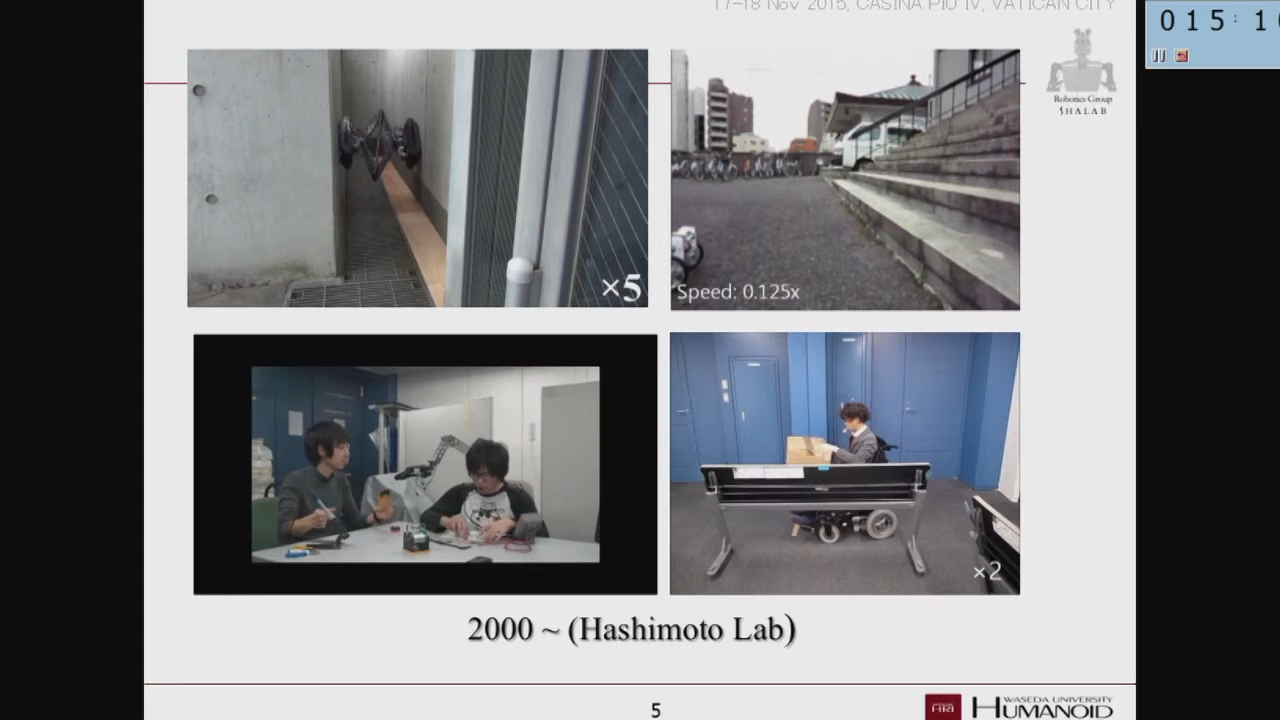 17-18 Nov 2015, CASINA PIO IV, VATICAN CITY
015:1
Robotics Group
SHALAB
×5
Speed: 0.125x
×2
2000 ~ (Hashimoto Lab)
5
HRI
WASEDA UNIVERSITY
HUMANOID